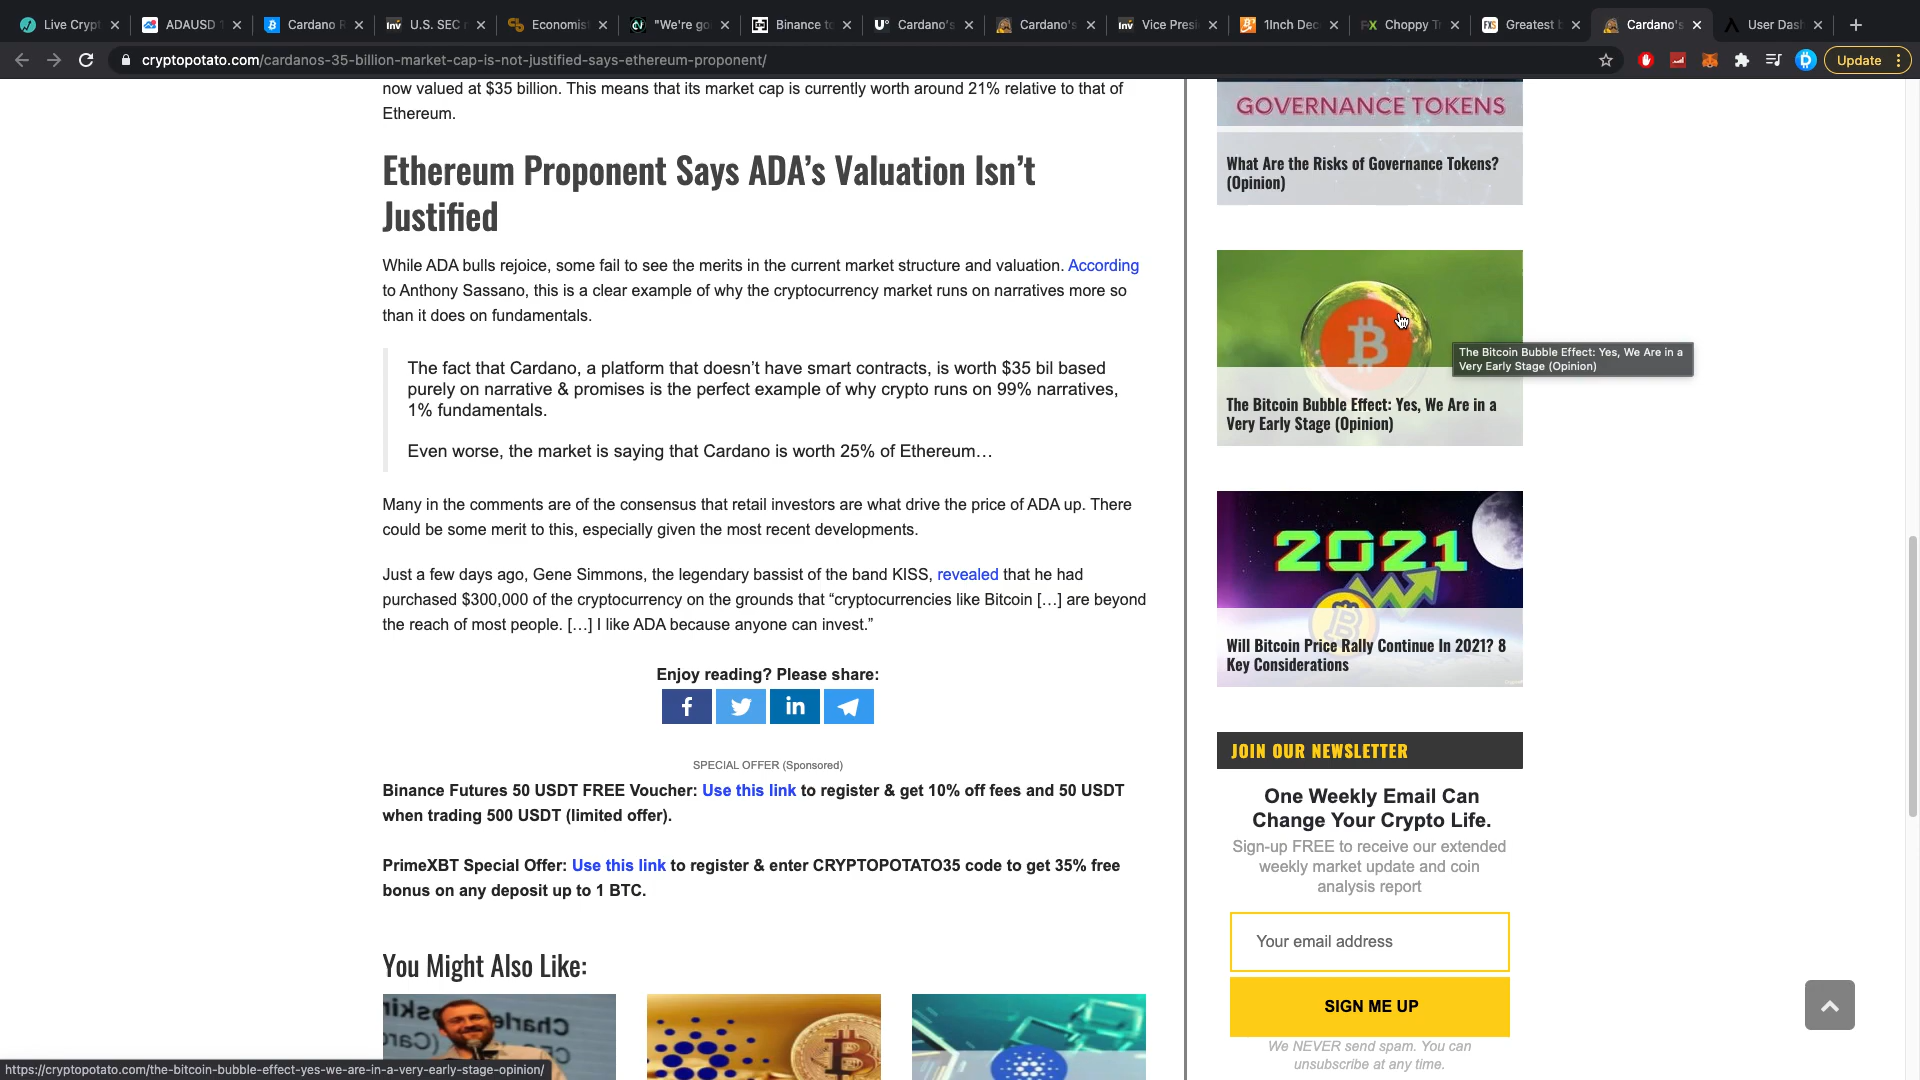 Live Crypt
ADAUSD 1
Cardano F
U.S. SEC
Economis
"We're go
Binance to
Cardano's
Cardano's
Vice Presi
1Inch Dec
Choppy T
Greatest b
Cardano's
User Das
cryptopotato.com/cardanos-35-billion-market-cap-is-not-justified-says-ethereum-proponent/
Update
now valued at $35 billion. This means that its market cap is currently worth around 21% relative to that of
Ethereum.
Ethereum Proponent Says ADA’s Valuation Isn’t
Justified
While ADA bulls rejoice, some fail to see the merits in the current market structure and valuation. According
to Anthony Sassano, this is a clear example of why the cryptocurrency market runs on narratives more so
than it does on fundamentals.
The fact that Cardano, a platform that doesn’t have smart contracts, is worth $35 bil based
purely on narrative & promises is the perfect example of why crypto runs on 99% narratives,
1% fundamentals.
Even worse, the market is saying that Cardano is worth 25% of Ethereum…
Many in the comments are of the consensus that retail investors are what drive the price of ADA up. There
could be some merit to this, especially given the most recent developments.
Just a few days ago, Gene Simmons, the legendary bassist of the band KISS, revealed that he had
purchased $300,000 of the cryptocurrency on the grounds that “cryptocurrencies like Bitcoin […] are beyond
the reach of most people. […] I like ADA because anyone can invest.”
Enjoy reading? Please share:
SPECIAL OFFER (Sponsored)
Binance Futures 50 USDT FREE Voucher: Use this link to register & get 10% off fees and 50 USDT
when trading 500 USDT (limited offer).
PrimeXBT Special Offer: Use this link to register & enter CRYPTOPOTATO35 code to get 35% free
bonus on any deposit up to 1 BTC.
You Might Also Like:
GOVERNANCE TOKENS
What Are the Risks of Governance Tokens?
(Opinion)
The Bitcoin Bubble Effect: Yes, We Are in a
Very Early Stage (Opinion)
The Bitcoin Bubble Effect: Yes, We Are in a
Very Early Stage (Opinion)
2021
Will Bitcoin Price Rally Continue In 2021? 8
Key Considerations
JOIN OUR NEWSLETTER
One Weekly Email Can
Change Your Crypto Life.
Sign-up FREE to receive our extended
weekly market update and coin
analysis report
Your email address
SIGN ME UP
We NEVER send spam. You can
unsubscribe at any time.
https://cryptopotato.com/the-bitcoin-bubble-effect-yes-we-are-in-a-very-early-stage-opinion/